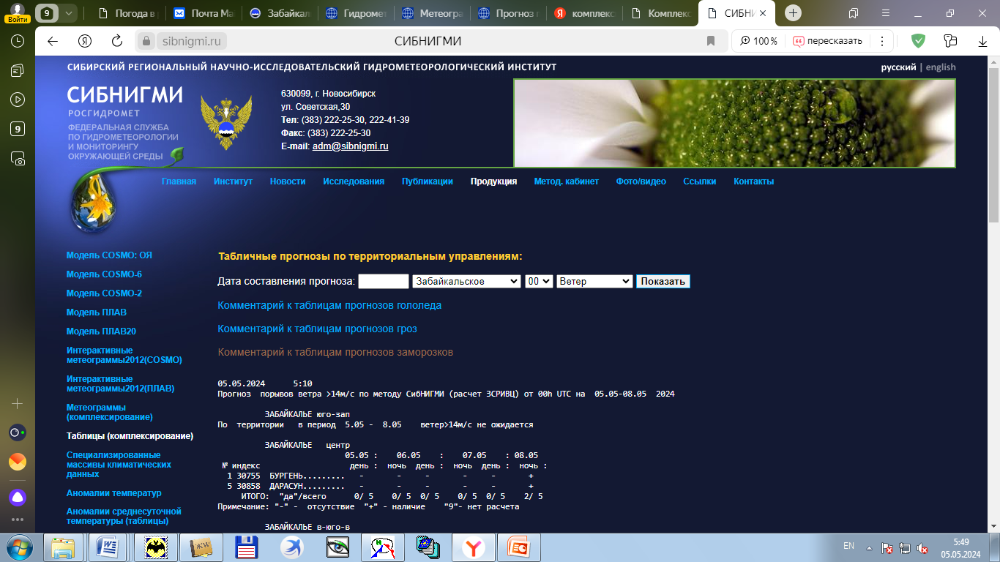 Войти
9
Погода в р
Почта Ма
Забайкал
Гидромет
Метеогра
Прогноз г
комплекс
Комплекс
СИБНИ
sibnigmi.ru
СИБНИГМИ
100 %
пересказать
9
СИБИРСКИЙ РЕГИОНАЛЬНЫЙ НАУЧНО-ИССЛЕДОВАТЕЛЬСКИЙ ГИДРОМЕТЕОРОЛОГИЧЕСКИЙ ИНСТИТУТ
русский | english
СИБНИГМИ
РОСГИДРОМЕТ
ФЕДЕРАЛЬНАЯ СЛУЖБА
ПО ГИДРОМЕТЕОРОЛОГИИ
И МОНИТОРИНГУ
ОКРУЖАЮЩЕЙ СРЕДЫ
630099, г. Новосибирск
ул. Советская,30
Тел: (383) 222-25-30, 222-41-39
Факс: (383) 222-25-30
E-mail: adm@sibnigmi.ru
Главная Институт Новости Исследования Публикации Продукция Метод. кабинет Фото/видео Ссылки Контакты
Модель COSMO: ОЯ
Модель COSMO-6
Модель COSMO-2
Модель ПЛАВ
Модель ПЛАВ20
Интерактивные
метеограммы2012(COSMO)
Интерактивные
метеограммы2012(ПЛАВ)
Метеограммы
(комплексирование)
Таблицы (комплексирование)
Специализированные
массивы климатических
данных
Аномалии температур
Аномалии среднесуточной
температуры (таблицы)
Табличные прогнозы по территориальным управлениям:
Дата составления прогноза: Забайкальское 00 Ветер Показать
Комментарий к таблицам прогнозов гололеда
Комментарий к таблицам прогнозов гроз
Комментарий к таблицам прогнозов заморозков
05.05.2024 5:10
Прогноз порывов ветра >14м/с по методу СибНИГМИ (расчет ЗСРИВЦ) от 00h UTC на 05.05-08.05 2024
ЗАБАЙКАЛЬЕ юго-зап
По территории в период 5.05 - 8.05 ветер>14м/с не ожидается
ЗАБАЙКАЛЬЕ центр
05.05 : 06.05 : 07.05 : 08.05
№ индекс день : ночь день : ночь день : ночь :
1 30755 БУРГЕНЬ......... - - - - - +
5 30858 ДАРАСУН......... - - - - - +
ИТОГО: "да"/всего 0/ 5 0/ 5 0/ 5 0/ 5 0/ 5 2/ 5
Примечание: "-" - отсутствие "+" - наличие "9"- нет расчета
ЗАБАЙКАЛЬЕ в-юго-в
EN
5:49
05.05.2024